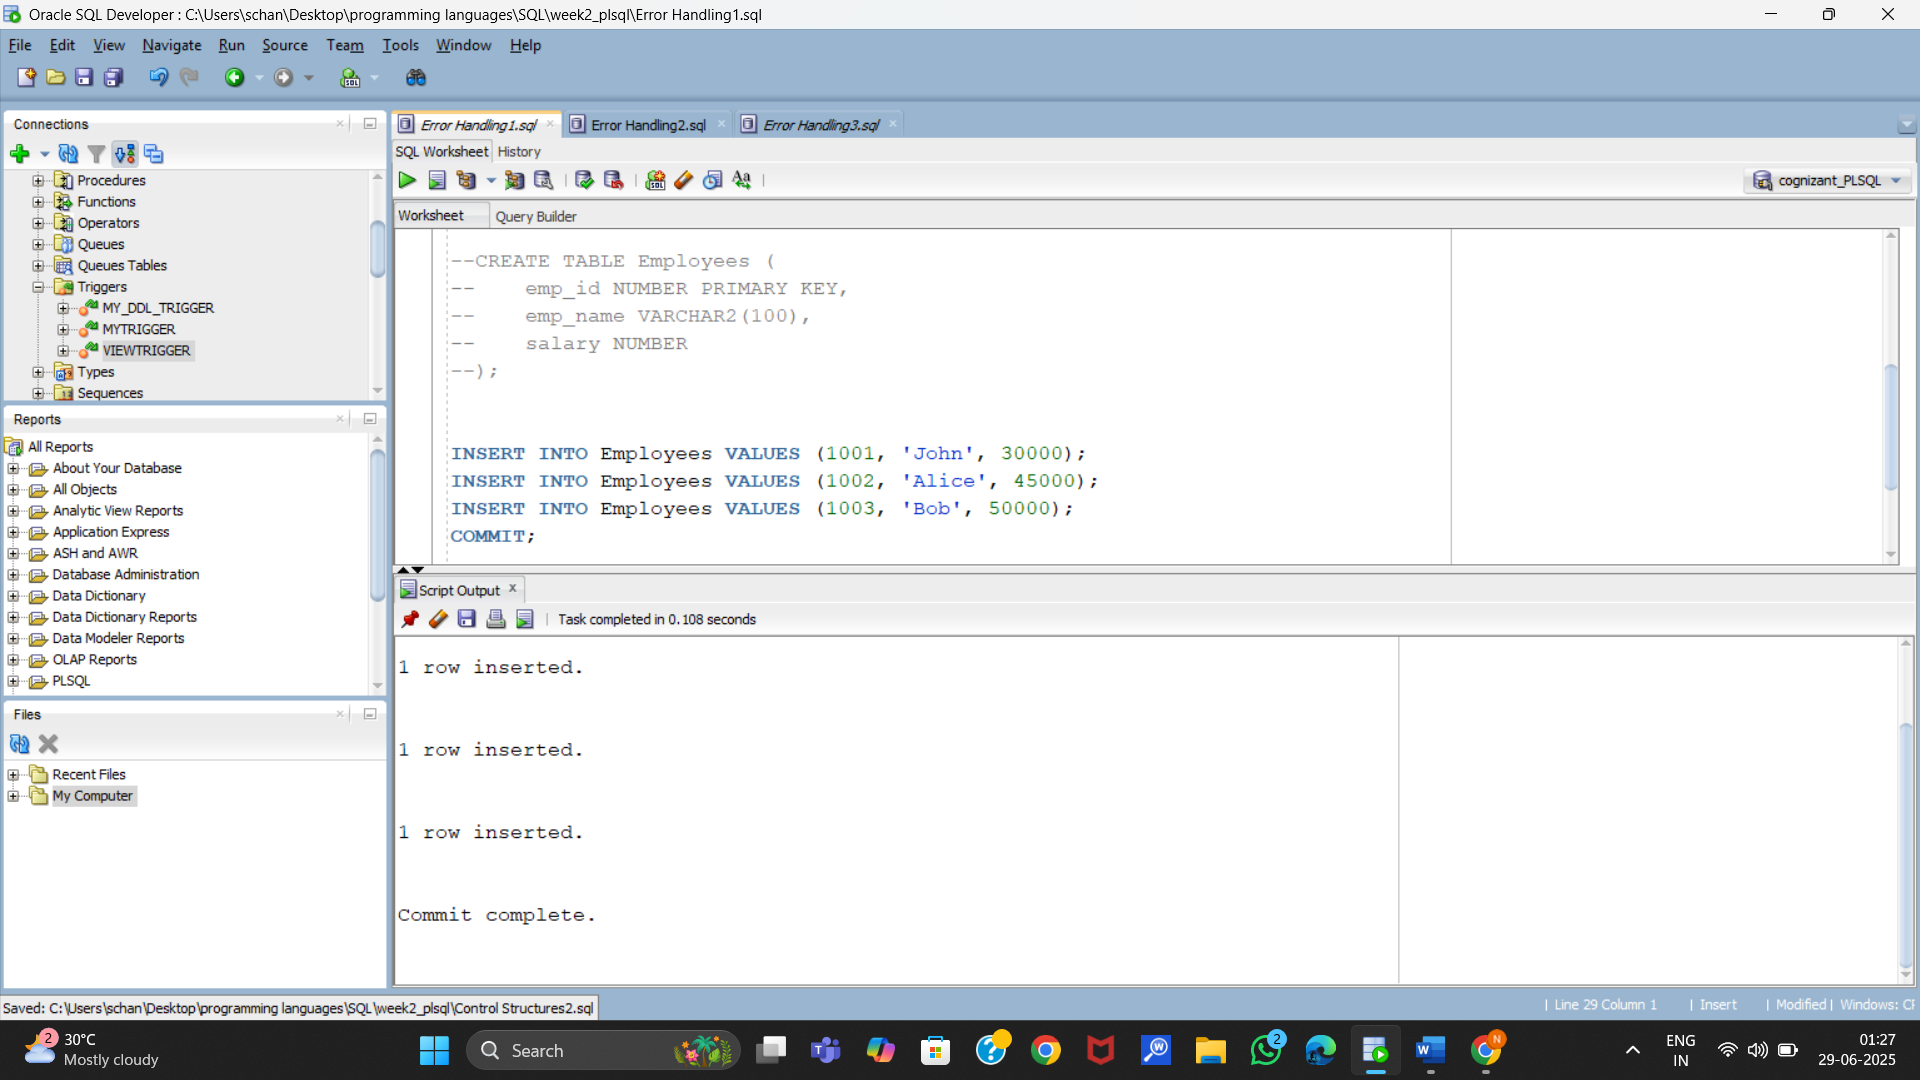 Oracle SQL Developer : C:\Users\schan\Desktop\programming languages\SQL\week2_plsql\Error Handling1.sql
File Edit View Navigate Run Source Team Tools Window Help
Connections
Procedures
Functions
Operators
Queues
Queues Tables
Triggers
MY_DDL_TRIGGER
MYTRIGGER
VIEWTRIGGER
Types
Sequences
Reports
All Reports
About Your Database
All Objects
Analytic View Reports
Application Express
ASH and AWR
Database Administration
Data Dictionary
Data Dictionary Reports
Data Modeler Reports
OLAP Reports
PLSQL
Files
Recent Files
My Computer
Error Handling1.sql Error Handling2.sql Error Handling3.sql
SQL Worksheet History
cognizant_PLSQL
Worksheet Query Builder
--CREATE TABLE Employees (
--    emp_id NUMBER PRIMARY KEY,
--    emp_name VARCHAR2(100),
--    salary NUMBER
--);
INSERT INTO Employees VALUES (1001, 'John', 30000);
INSERT INTO Employees VALUES (1002, 'Alice', 45000);
INSERT INTO Employees VALUES (1003, 'Bob', 50000);
COMMIT;
Script Output
Task completed in 0.108 seconds
1 row inserted.
1 row inserted.
1 row inserted.
Commit complete.
Saved: C:\Users\schan\Desktop\programming languages\SQL\week2_plsql\Control Structures2.sql
Line 29 Column 1 | Insert | Modified | Windows:
2
30°C
Mostly cloudy
Search
2
N
ENG
IN
01:27
29-06-2025